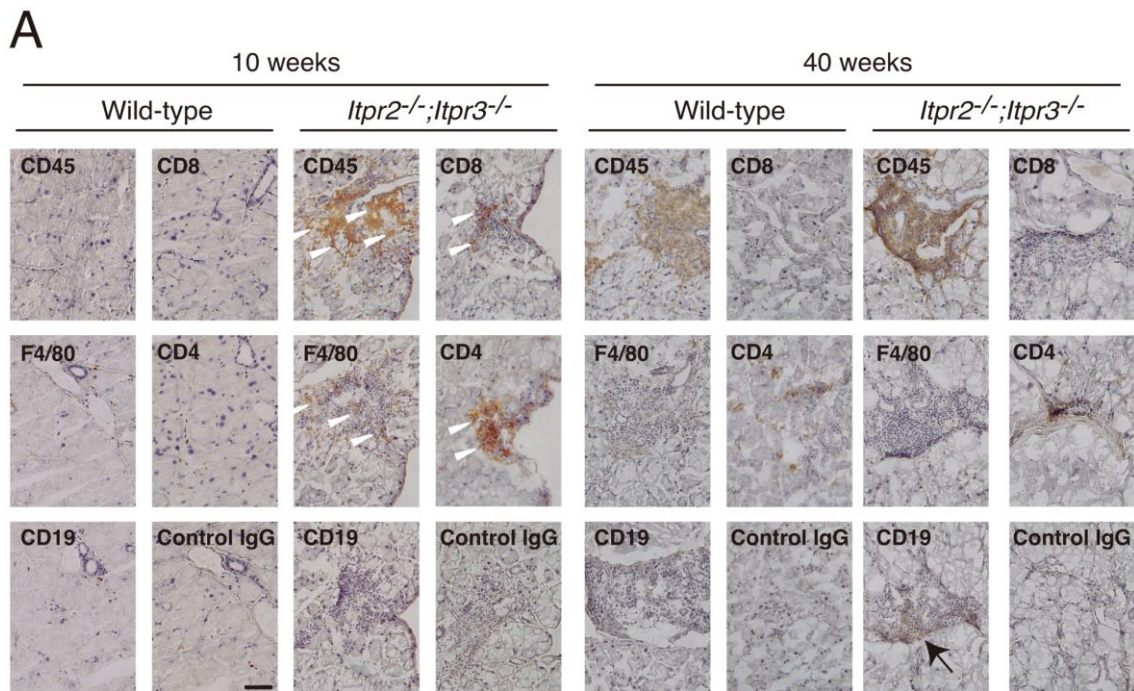 A
10 weeks 40 weeks
Wild-type Itpr2-/-;Itpr3-/- Wild-type Itpr2-/-;Itpr3-/-
CD45 CD8 CD45 CD8 CD45 CD8 CD45 CD8
F4/80 CD4 F4/80 CD4 F4/80 CD4 F4/80 CD4
CD19 Control IgG CD19 Control IgG CD19 Control IgG CD19 Control IgG